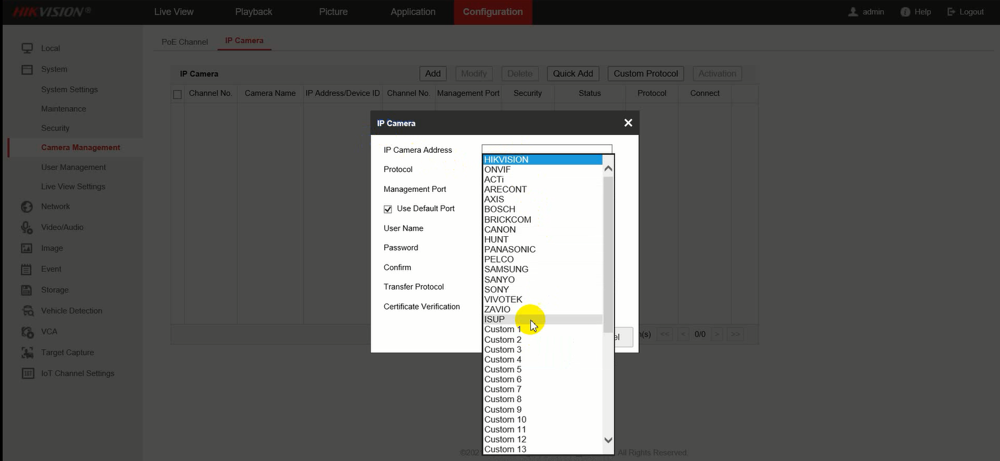 HIKVISION®
Live View
Playback
Picture
Application
Configuration
admin
Help
Logout
Local
System
System Settings
Maintenance
Security
Camera Management
User Management
Live View Settings
Network
Video/Audio
Image
Event
Storage
Vehicle Detection
VCA
Target Capture
IoT Channel Settings
PoE Channel
IP Camera
IP Camera
Add
Modify
Delete
Quick Add
Custom Protocol
Activation
Channel No.
Camera Name
IP Address/Device ID
Channel No.
Management Port
Security
Status
Protocol
Connect
IP Camera
IP Camera Address
Protocol
Management Port
Use Default Port
User Name
Password
Confirm
Transfer Protocol
Certificate Verification
HIKVISION
ONVIF
ACTi
ARECONT
AXIS
BOSCH
BRICKCOM
CANON
HUNT
PANASONIC
PELCO
SAMSUNG
SANYO
SONY
VIVOTEK
ZAVIO
ISUP
Custom 1
Custom 2
Custom 3
Custom 4
Custom 5
Custom 6
Custom 7
Custom 8
Custom 9
Custom 10
Custom 11
Custom 12
Custom 13
el
(s)
<<
<
0/0
>
>>
©2021
All Rights Reserved.